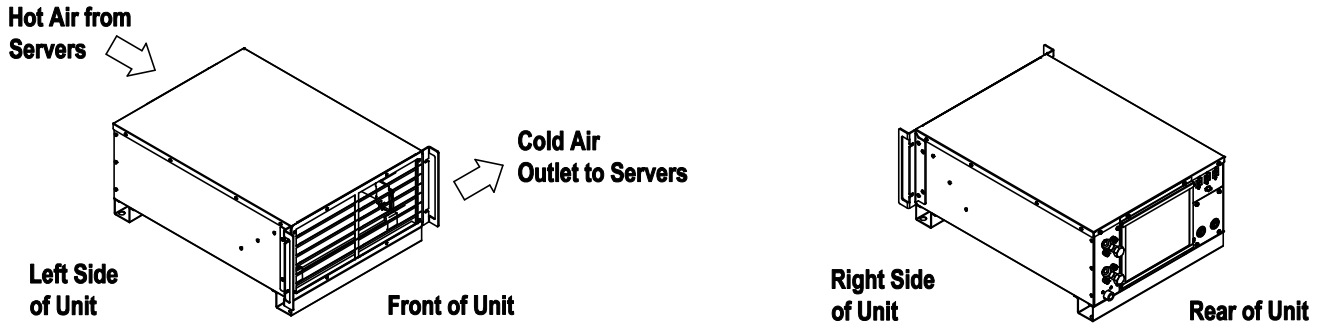 Hot Air from
Servers
Cold Air
Outlet to Servers
Left Side
of Unit
Front of Unit
Right Side
of Unit
Rear of Unit